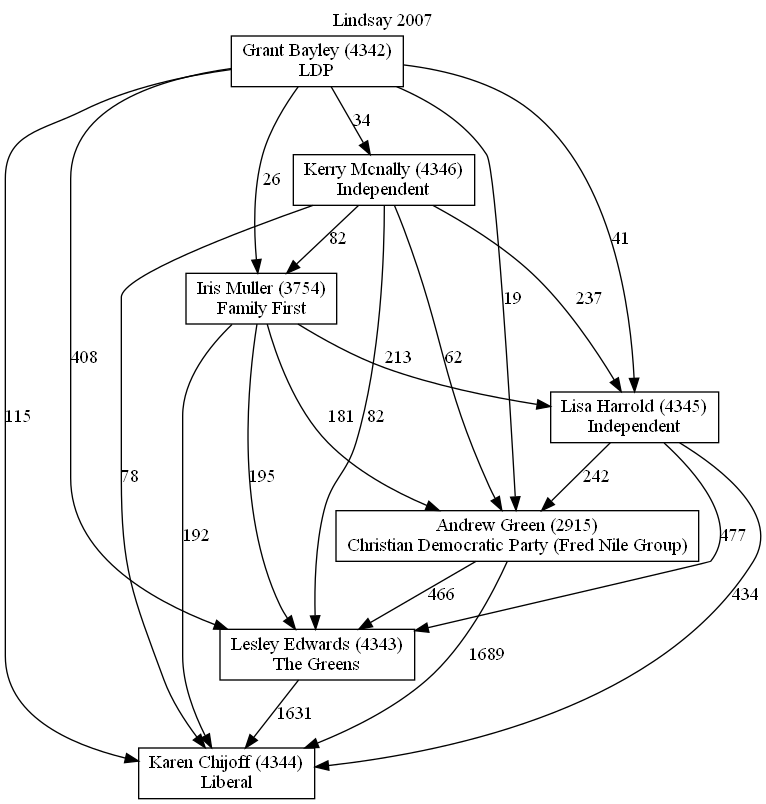 Lindsay 2007
Grant Bayley (4342)
LDP
34
Kerry Mcnally (4346)
Independent
26
82
41
Iris Muller (3754)
Family First
19
237
408
213
62
115
181
82
Lisa Harrold (4345)
Independent
78
195
242
192
Andrew Green (2915)
Christian Democratic Party (Fred Nile Group)
477
466
434
Lesley Edwards (4343)
The Greens
1689
1631
Karen Chijoff (4344)
Liberal